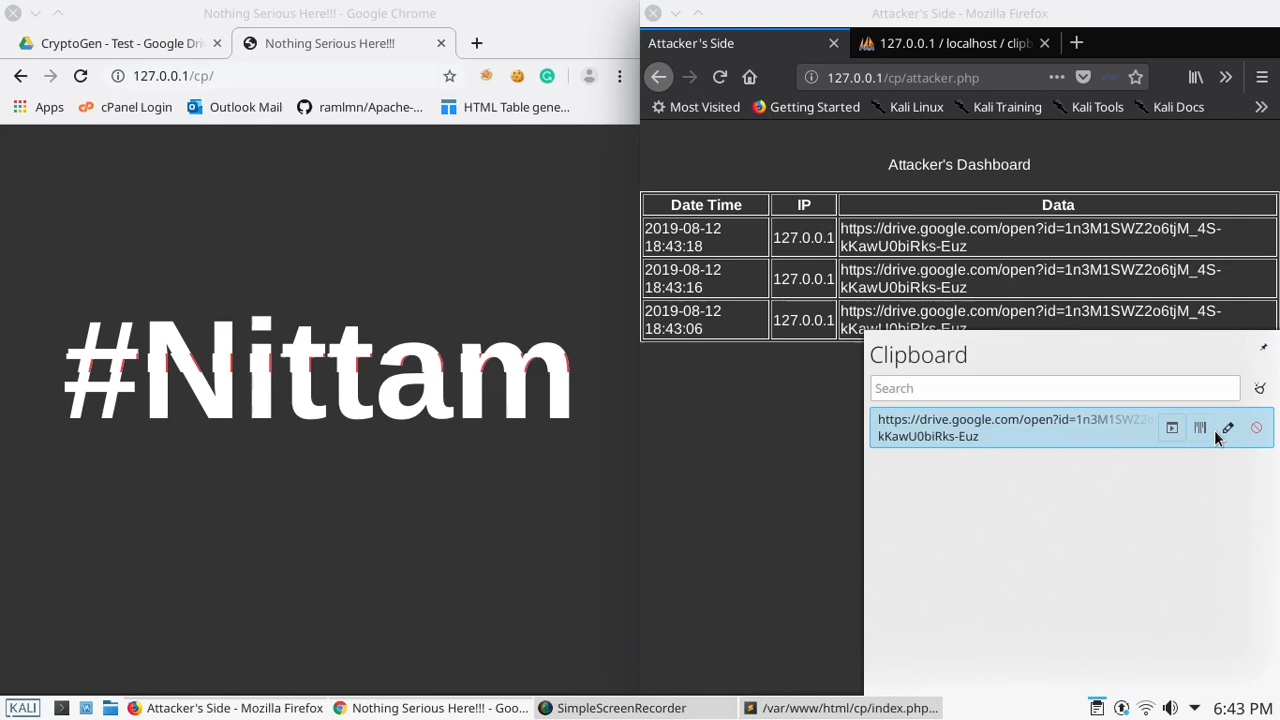 Nothing Serious Here!!! - Google Chrome
CryptoGen - Test - Google Dri
Nothing Serious Here!!!
127.0.0.1/cp/
Apps
cPanel Login
Outlook Mail
ramlmn/Apache-...
HTML Table gene...
#Nittam
Attacker's Side - Mozilla Firefox
Attacker's Side
127.0.0.1 / localhost / clipb
127.0.0.1/cp/attacker.php
Most Visited
Getting Started
Kali Linux
Kali Training
Kali Tools
Kali Docs
Attacker's Dashboard
Date Time IP Data
2019-08-12
18:43:18
127.0.0.1
https://drive.google.com/open?id=1n3M1SWZ2o6tjM_4S-
kKawU0biRks-Euz
2019-08-12
18:43:16
127.0.0.1
https://drive.google.com/open?id=1n3M1SWZ2o6tjM_4S-
kKawU0biRks-Euz
2019-08-12
18:43:06
127.0.0.1
https://drive.google.com/open?id=1n3M1SWZ2o6tjM_4S-
kKawU0biRks-Euz
Clipboard
Search
https://drive.google.com/open?id=1n3M1SWZ2o
kKawU0biRks-Euz
KALI
Attacker's Side - Mozilla Firefox
Nothing Serious Here!!! - Goo...
SimpleScreenRecorder
/var/www/html/cp/index.php...
6:43 PM